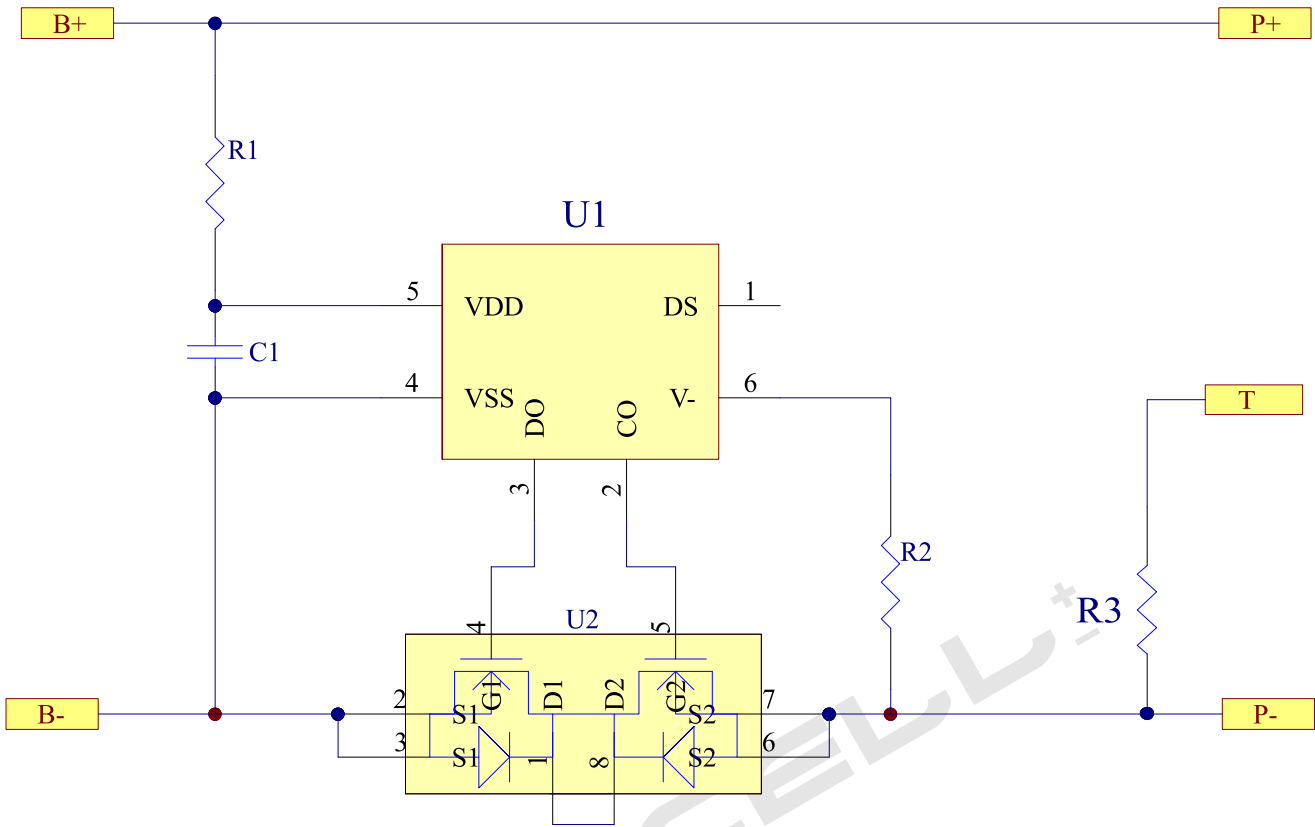 B+
P+
R1
U1
5
VDD
DS
1
C1
4
VSS
DO
CO
V-
6
T
3
2
R2
U2
R3
4
5
G1
D1
D2
G2
2
S1
S2
7
B-
P-
3
S1
1
8
S2
6
CELL±